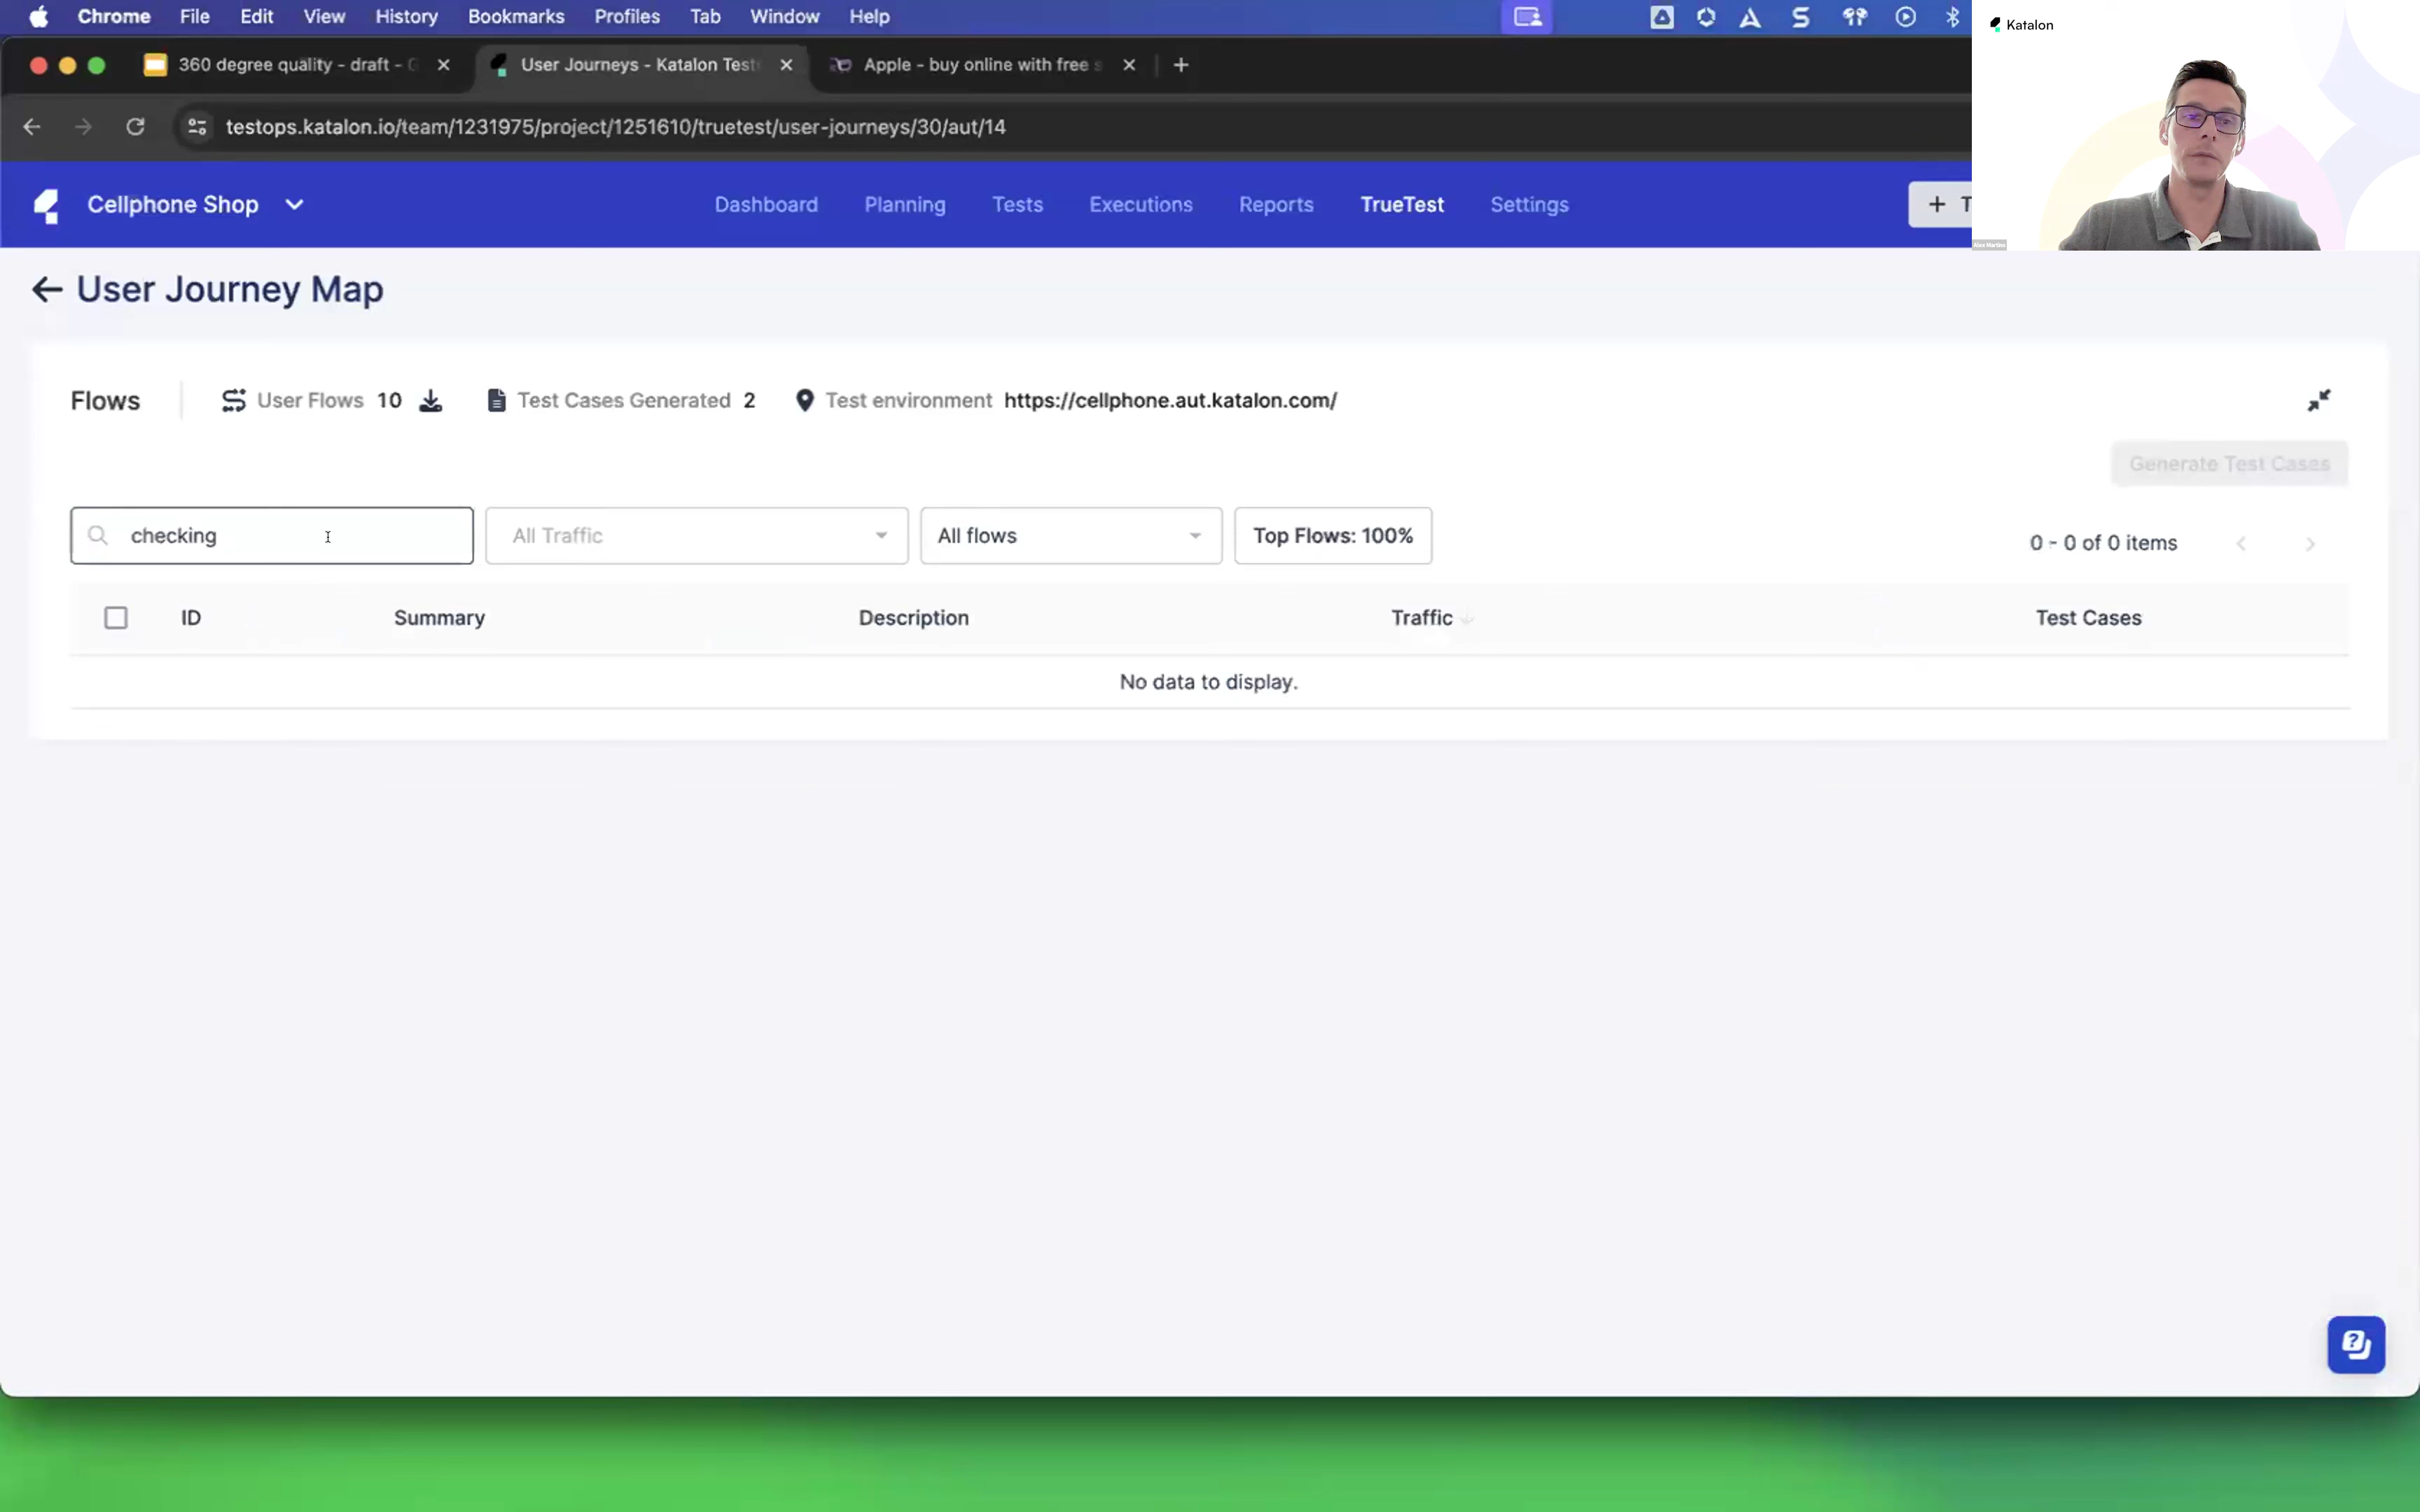 Chrome File Edit View History Bookmarks Profiles Tab Window Help
Katalon
360 degree quality - draft - G
User Journeys - Katalon Test
Apple - buy online with free s
testops.katalon.io/team/1231975/project/1251610/truetest/user-journeys/30/aut/14
Alex Martins
Cellphone Shop Dashboard Planning Tests Executions Reports TrueTest Settings + T
User Journey Map
Flows User Flows 10 Test Cases Generated 2 Test environment https://cellphone.aut.katalon.com/
Generate Test Cases
checking All Traffic All flows Top Flows: 100% 0 - 0 of 0 items
ID Summary Description Traffic Test Cases
No data to display.